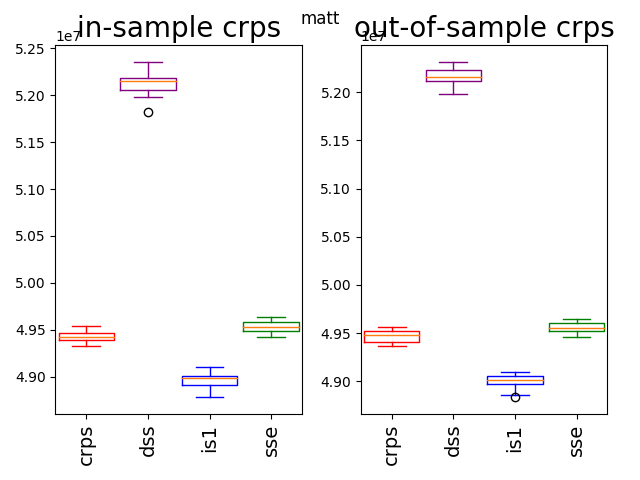 matt
in-sample crps
1e7
5.25
5.20
5.15
5.10
5.05
5.00
4.95
4.90
crps
dss
is1
sse
out-of-sample crps
1e7
5.20
5.15
5.10
5.05
5.00
4.95
4.90
crps
dss
is1
sse